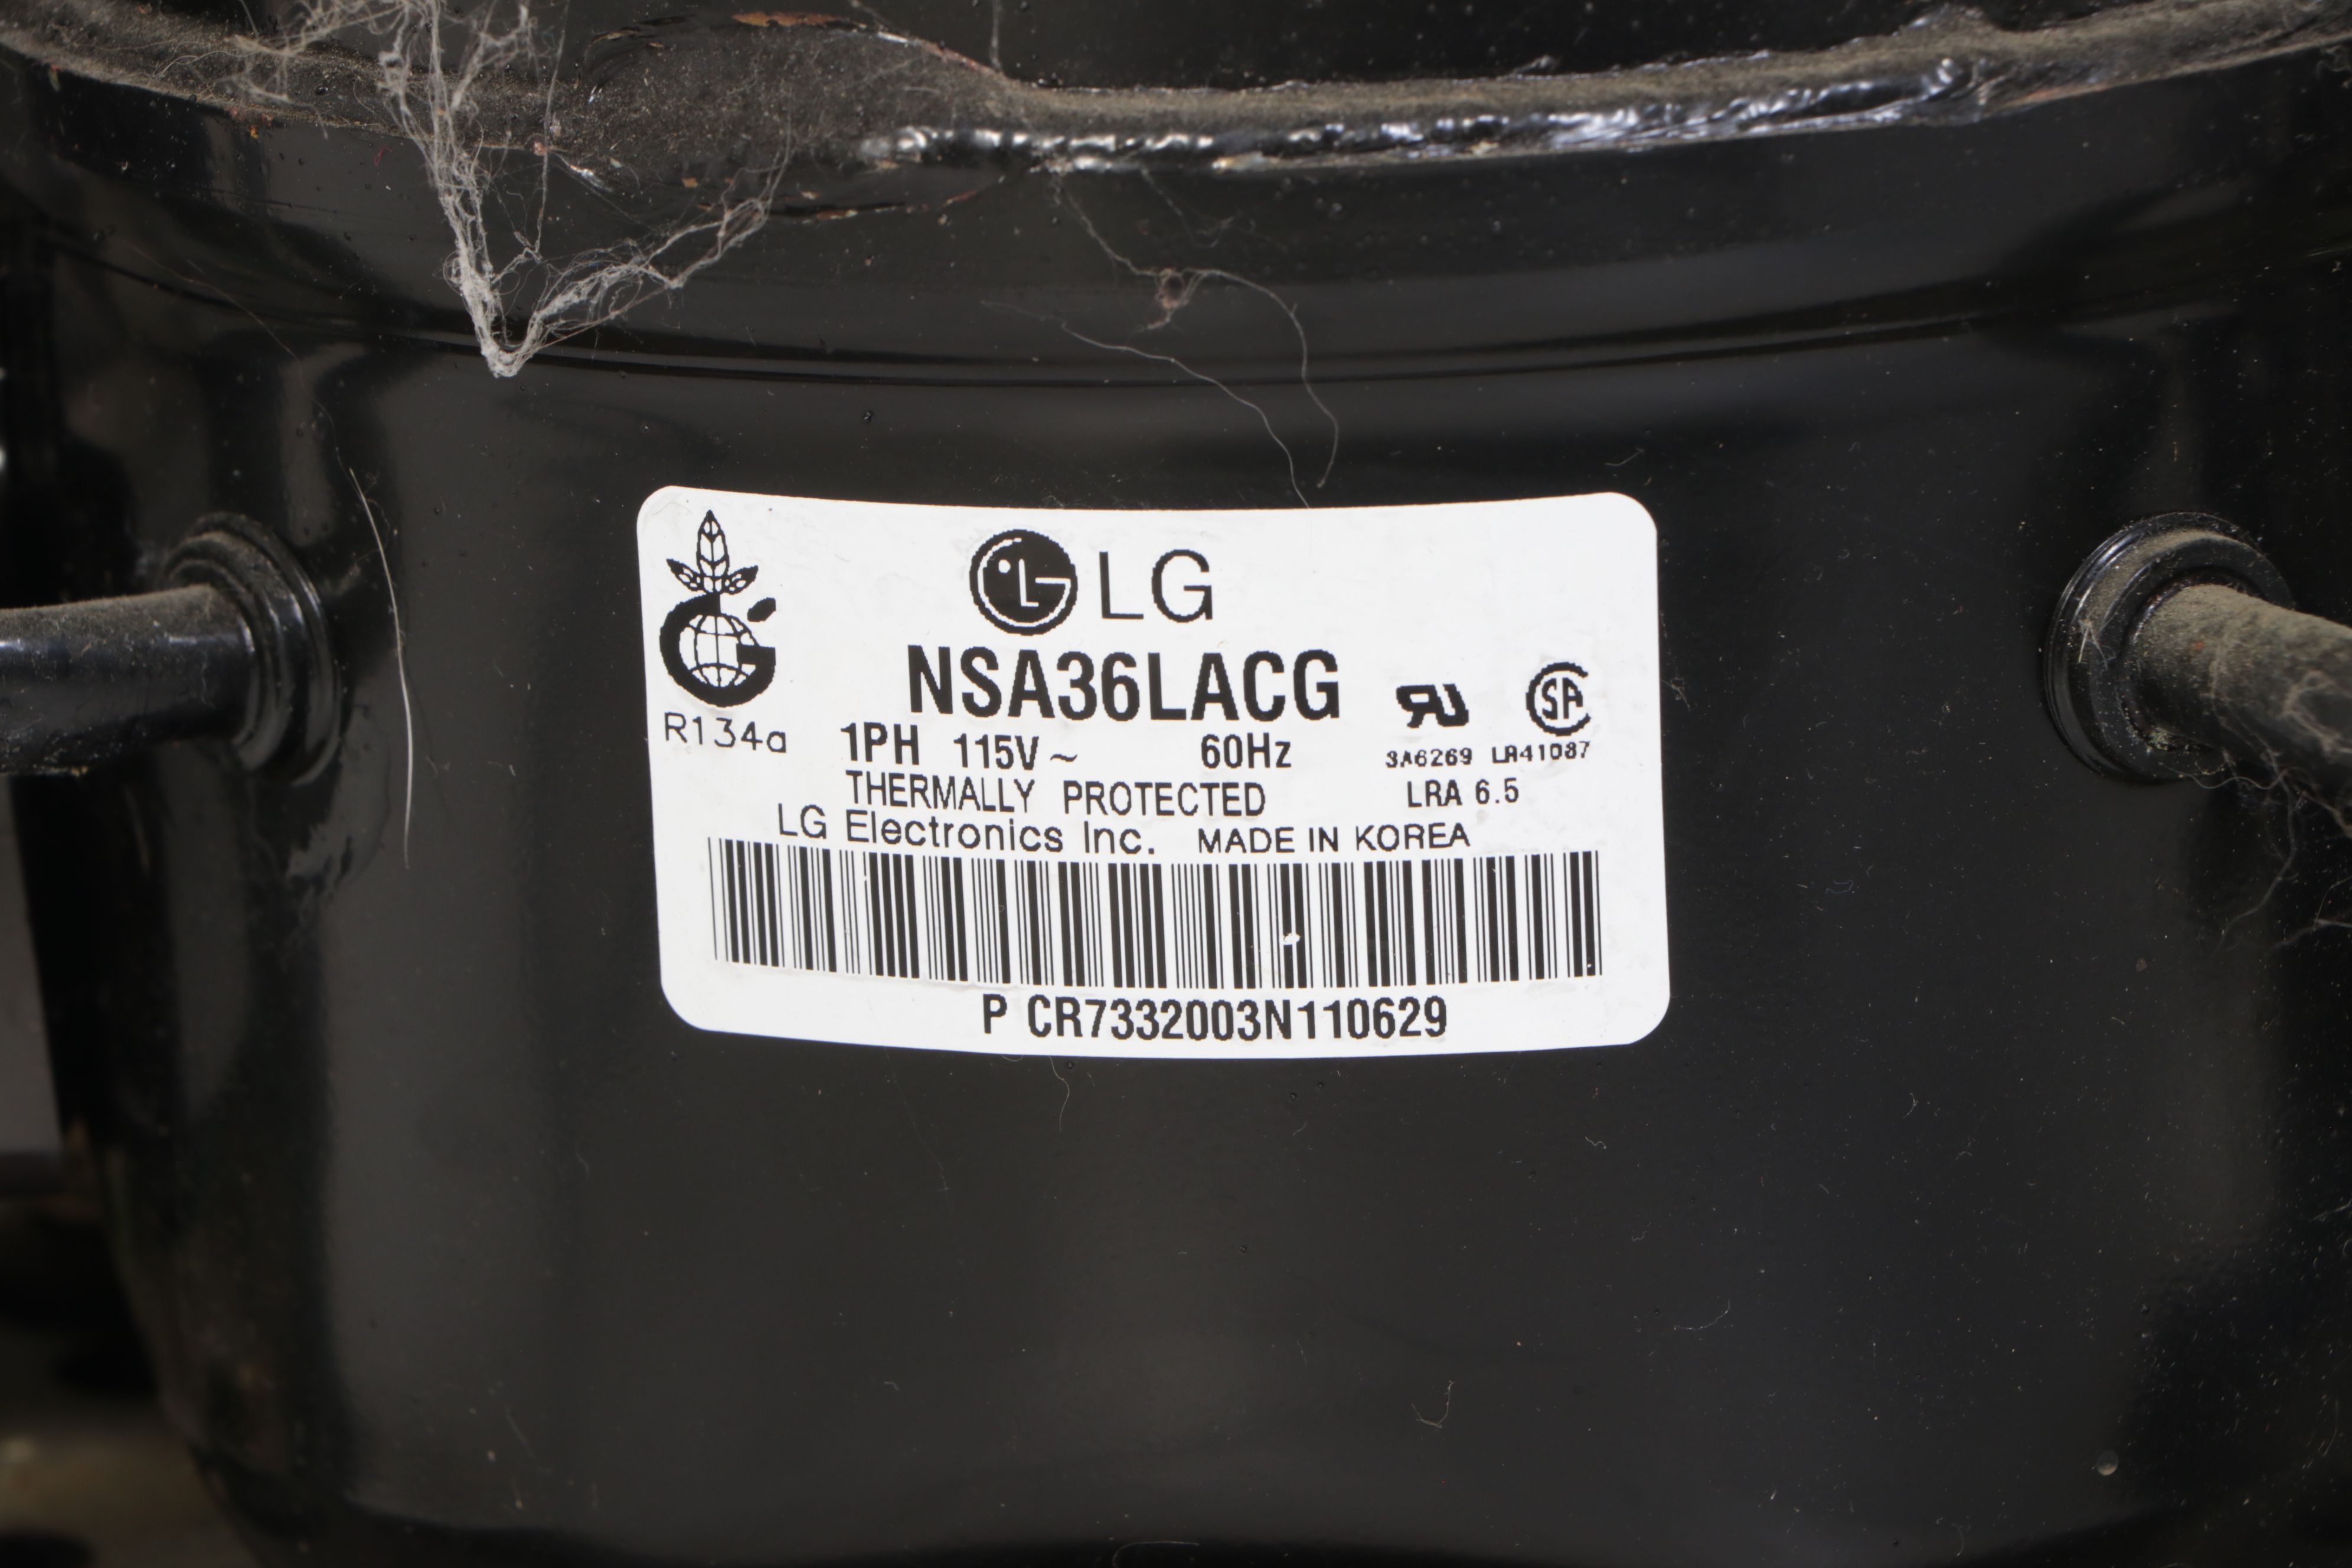 LG
NSA36LACG
R134a
1PH 115V~ 60Hz
3A6269 LR41087
THERMALLY PROTECTED LRA 6.5
LG Electronics Inc. MADE IN KOREA
P CR7332003N110629